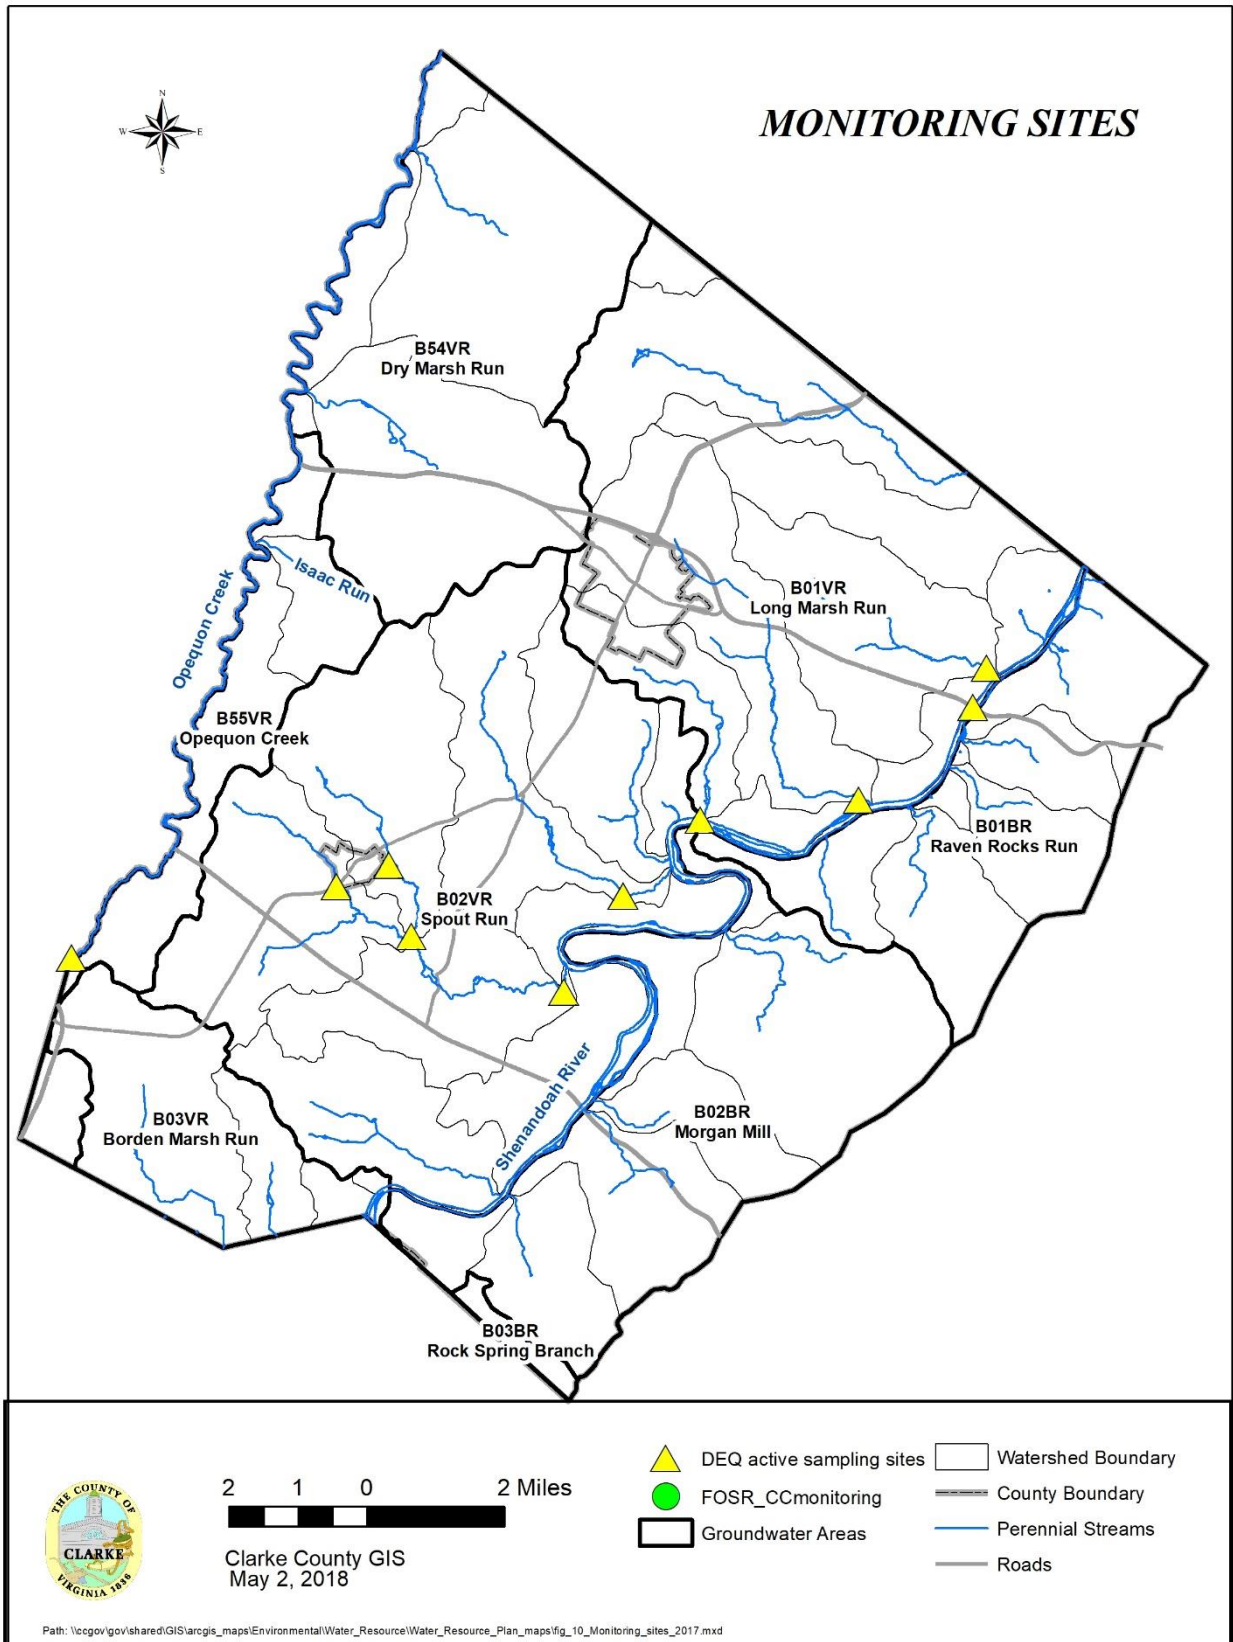 MONITORING SITES
N
W
E
S
B54VR
Dry Marsh Run
Isaac Run
Opequon Creek
B01VR
Long Marsh Run
B55VR
Opequon Creek
B01BR
Raven Rocks Run
B02VR
Spout Run
Shenandoah River
B02BR
Morgan Mill
B03VR
Borden Marsh Run
B03BR
Rock Spring Branch
THE COUNTY OF
CLARKE
VIRGINIA 1836
2 1 0 2 Miles
Clarke County GIS
May 2, 2018
DEQ active sampling sites
FOSR_CCmonitoring
Groundwater Areas
Watershed Boundary
County Boundary
Perennial Streams
Roads
Path: \\ccgov\gov\shared\GIS\arcgis_maps\Environmental\Water_Resource\Water_Resource_Plan_maps\fig_10_Monitoring_sites_2017.mxd